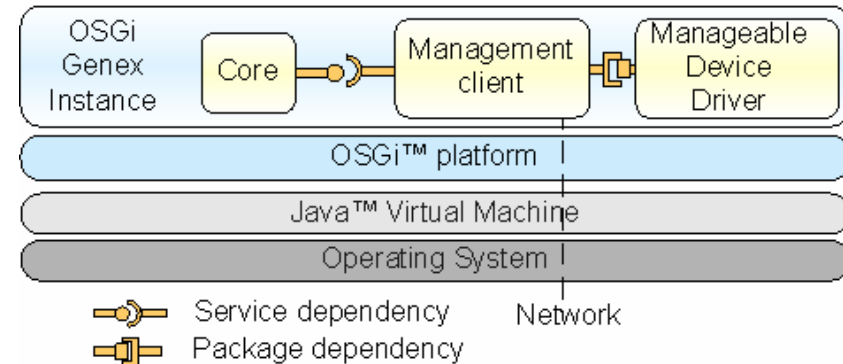 OSGi
Genex
Instance
Core
Management
client
Manageable
Device
Driver
OSGi™ platform
Java™ Virtual Machine
Operating System
Service dependency
Network
Package dependency